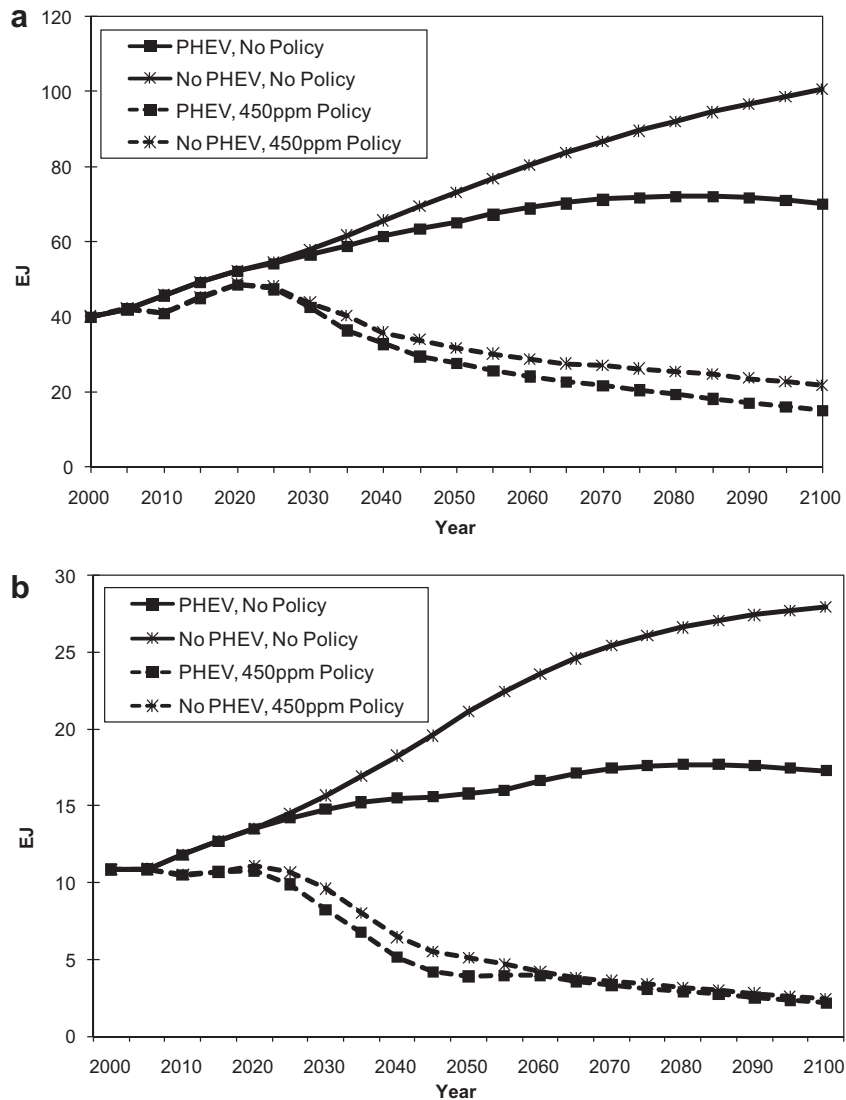 a
120
100
80
60
40
20
0
EJ
PHEV, No Policy
No PHEV, No Policy
PHEV, 450ppm Policy
No PHEV, 450ppm Policy
2000 2010 2020 2030 2040 2050 2060 2070 2080 2090 2100
Year
b
30
25
20
15
10
5
0
EJ
PHEV, No Policy
No PHEV, No Policy
PHEV, 450ppm Policy
No PHEV, 450ppm Policy
2000 2010 2020 2030 2040 2050 2060 2070 2080 2090 2100
Year